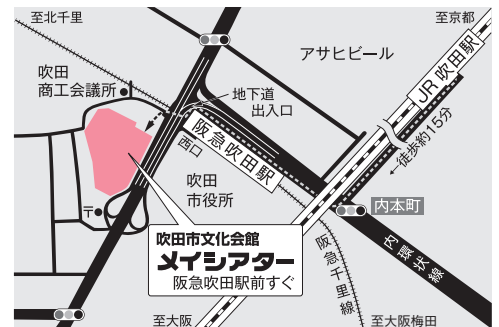 至北千里
至京都
アサヒビール
吹田
商工会議所
JR吹田駅
地下道
出入口
阪急吹田駅
西口
←徒歩約15分
吹田
市役所
〒
内本町
吹田市文化会館
メイシアター
阪急吹田駅前すぐ
阪急千里線
内環状線
至大阪
至大阪梅田